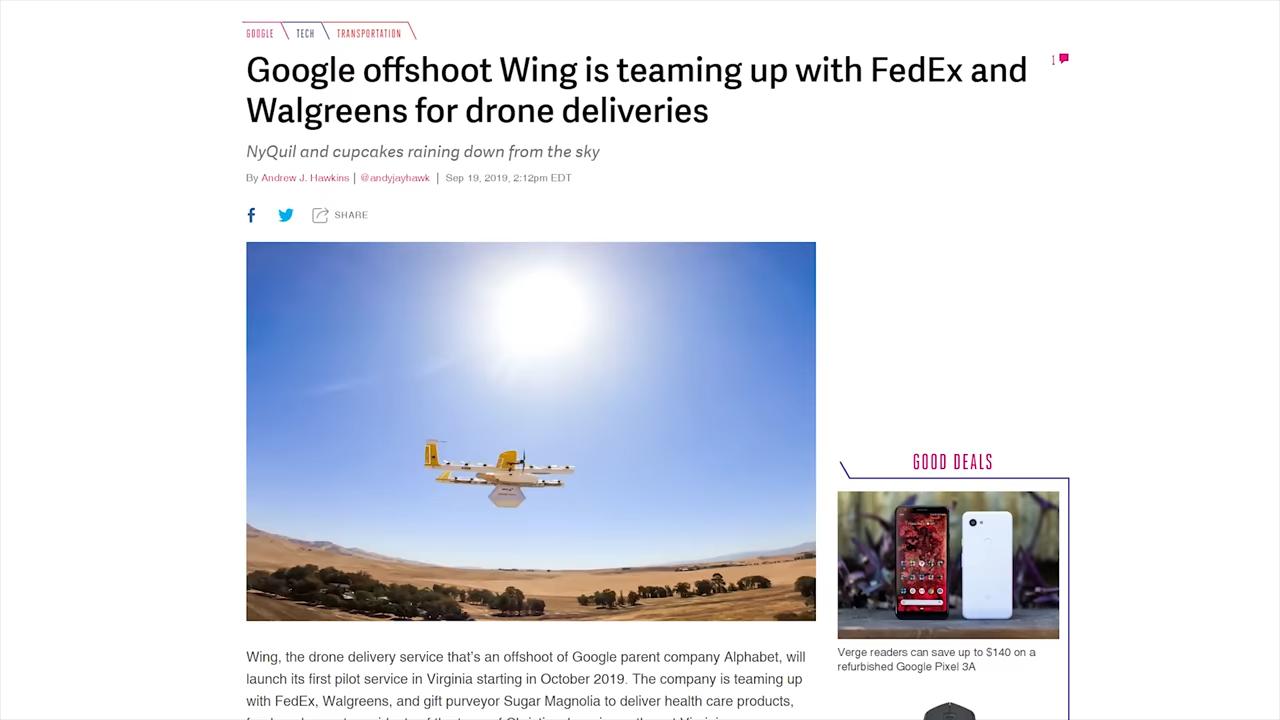 GOOGLE TECH TRANSPORTATION
Google offshoot Wing is teaming up with FedEx and
Walgreens for drone deliveries
1
NyQuil and cupcakes raining down from the sky
By Andrew J. Hawkins | @andyjayhawk | Sep 19, 2019, 2:12pm EDT
SHARE
Wing, the drone delivery service that's an offshoot of Google parent company Alphabet, will
launch its first pilot service in Virginia starting in October 2019. The company is teaming up
with FedEx, Walgreens, and gift purveyor Sugar Magnolia to deliver health care products,
GOOD DEALS
Verge readers can save up to $140 on a
refurbished Google Pixel 3A